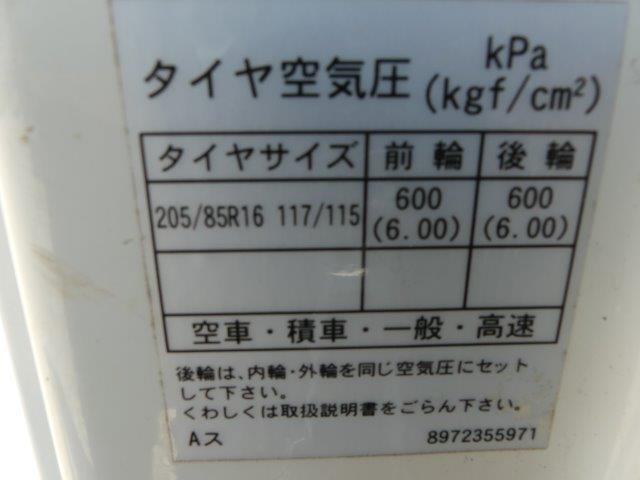 タイヤ空気圧 kPa
(kgf/cm²)
タイヤサイズ 前輪 後輪
205/85R16 117/115 600 600
(6.00) (6.00)
空車・積車・一般・高速
後輪は、内輪・外輪を同じ空気圧にセット
して下さい。
くわしくは取扱説明書をごらん下さい。
Aス 8972355971